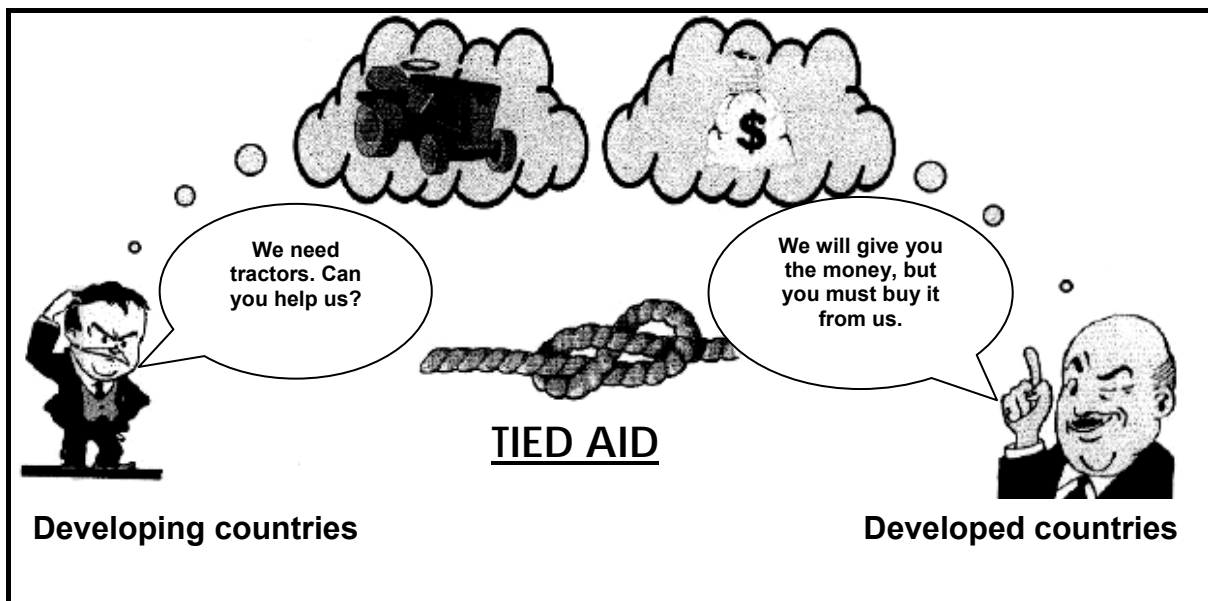 $
We need
tractors. Can
you help us?
We will give you
the money, but
you must buy it
from us.
TIED AID
Developing countries
Developed countries